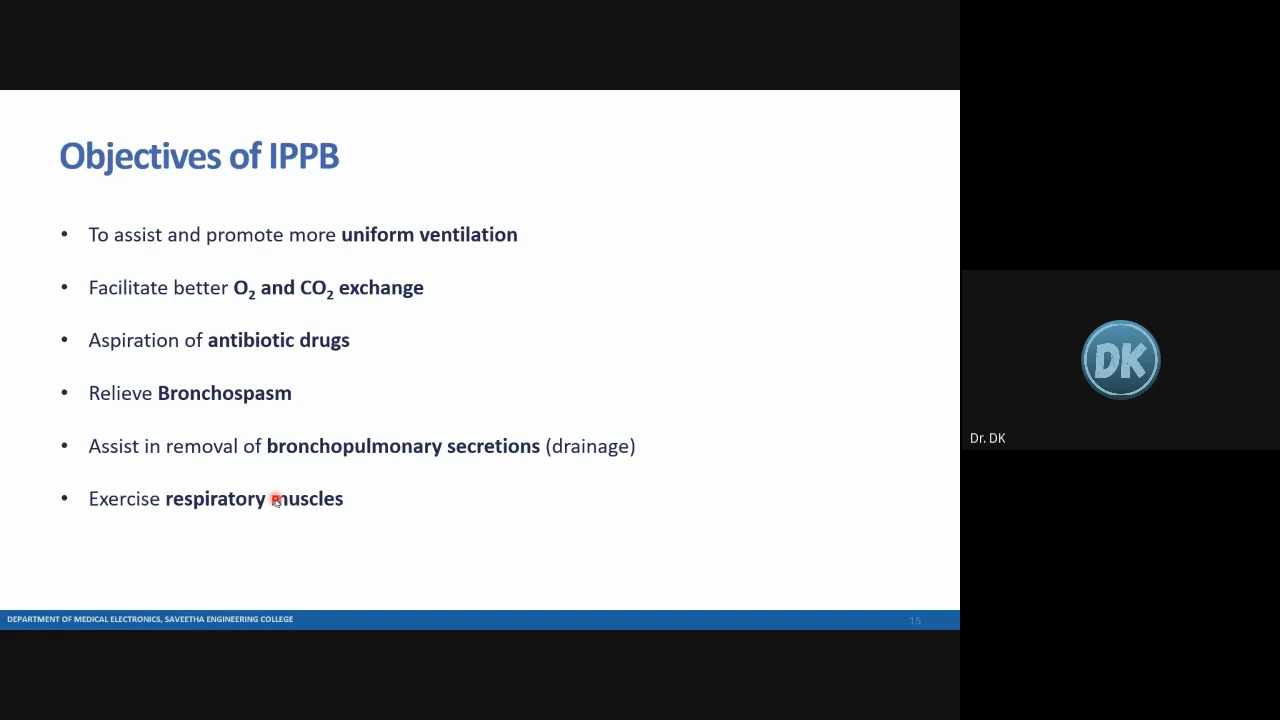 Objectives of IPPB
• To assist and promote more uniform ventilation
• Facilitate better O₂ and CO₂ exchange
• Aspiration of antibiotic drugs
• Relieve Bronchospasm
• Assist in removal of bronchopulmonary secretions (drainage)
• Exercise respiratory muscles
DEPARTMENT OF MEDICAL ELECTRONICS, SAVEETHA ENGINEERING COLLEGE
15
DK
Dr. DK